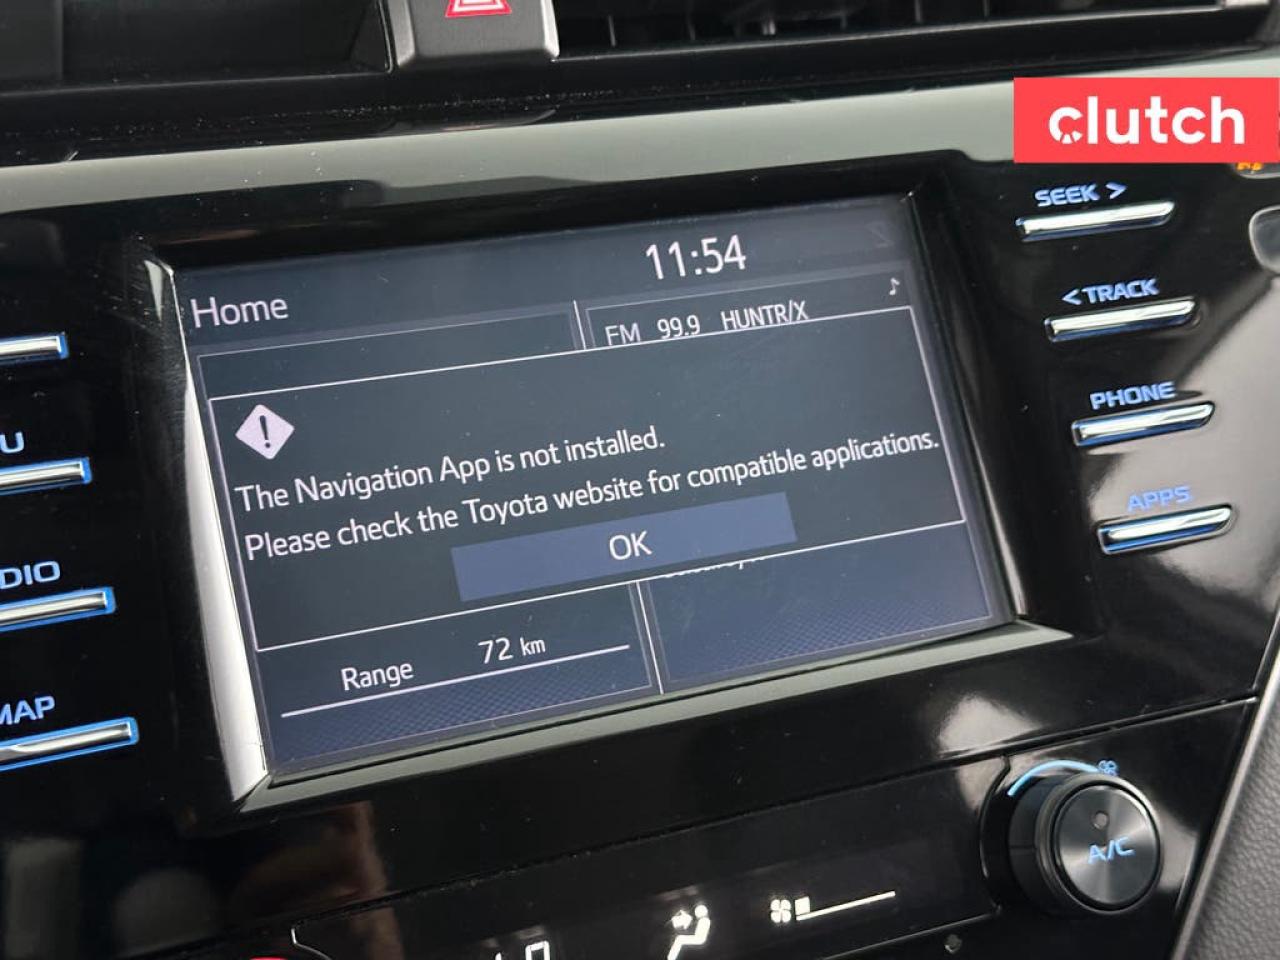 clutch
SEEK >
11:54
Home
< TRACK
FM 99.9 HUNTR/X
PHONE
U
The Navigation App is not installed.
Please check the Toyota website for compatible applications.
APPS
OK
DIO
Range 72 km
MAP
A/C